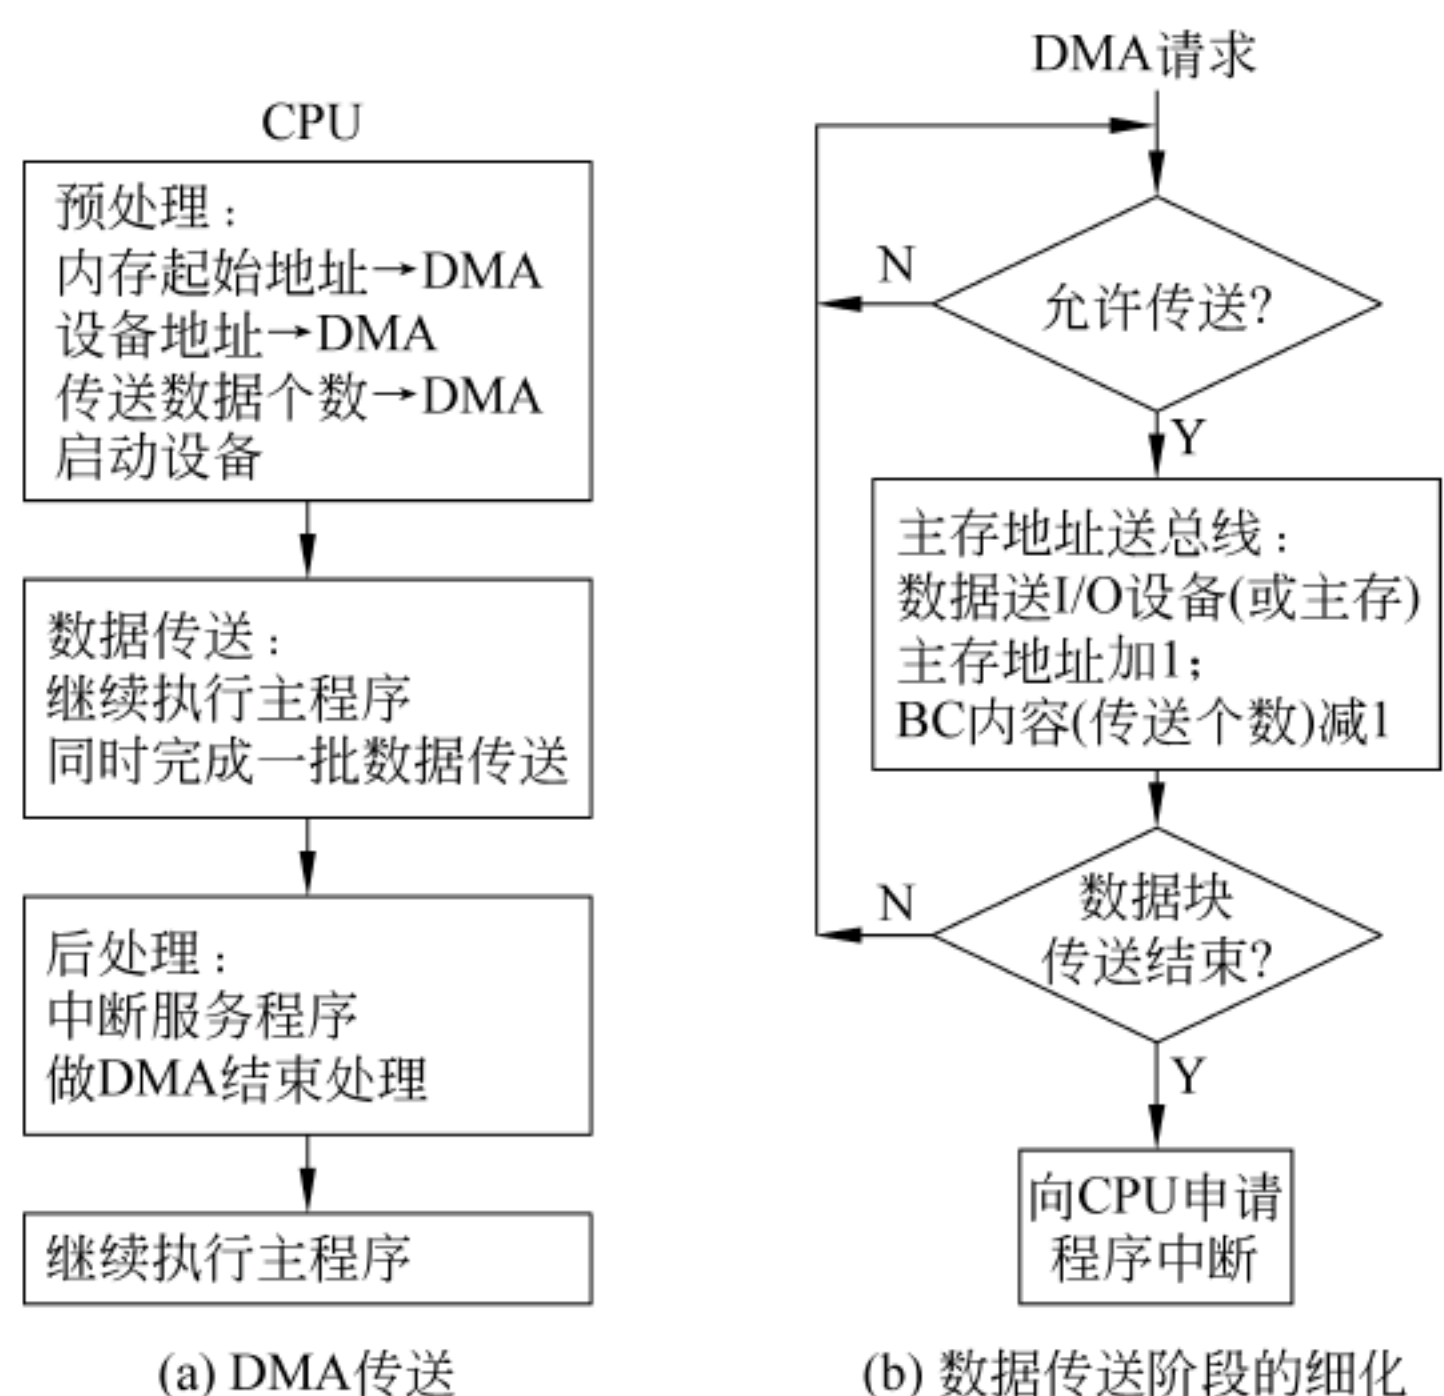 CPU
预处理：
内存起始地址→DMA
设备地址→DMA
传送数据个数→DMA
启动设备
数据传送：
继续执行主程序
同时完成一批数据传送
后处理：
中断服务程序
做DMA结束处理
继续执行主程序
(a) DMA传送
DMA请求
N
允许传送?
Y
主存地址送总线：
数据送I/O设备(或主存)
主存地址加1;
BC内容(传送个数)减1
N
数据块
传送结束?
Y
向CPU申请
程序中断
(b) 数据传送阶段的细化